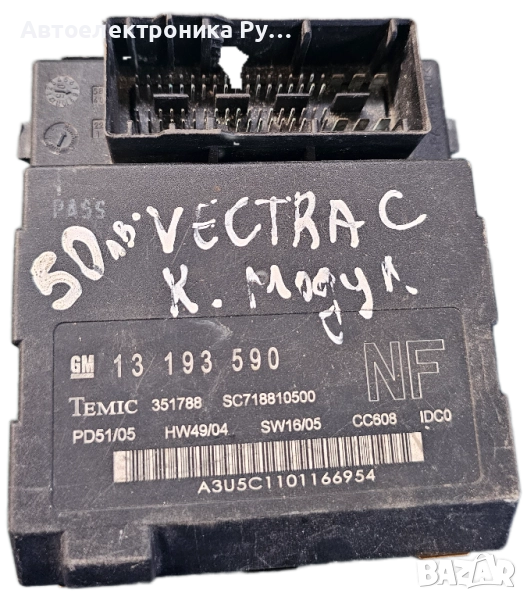 Автоелектроника Ру...
PASS
50лв. VECTRA C
К. Модул
GM 13 193 590 NF
TEMIC 351788 SC718810500
PD51/05 HW49/04 SW16/05 CC608 IDC0
A3U5C1101166954
БАЗАР